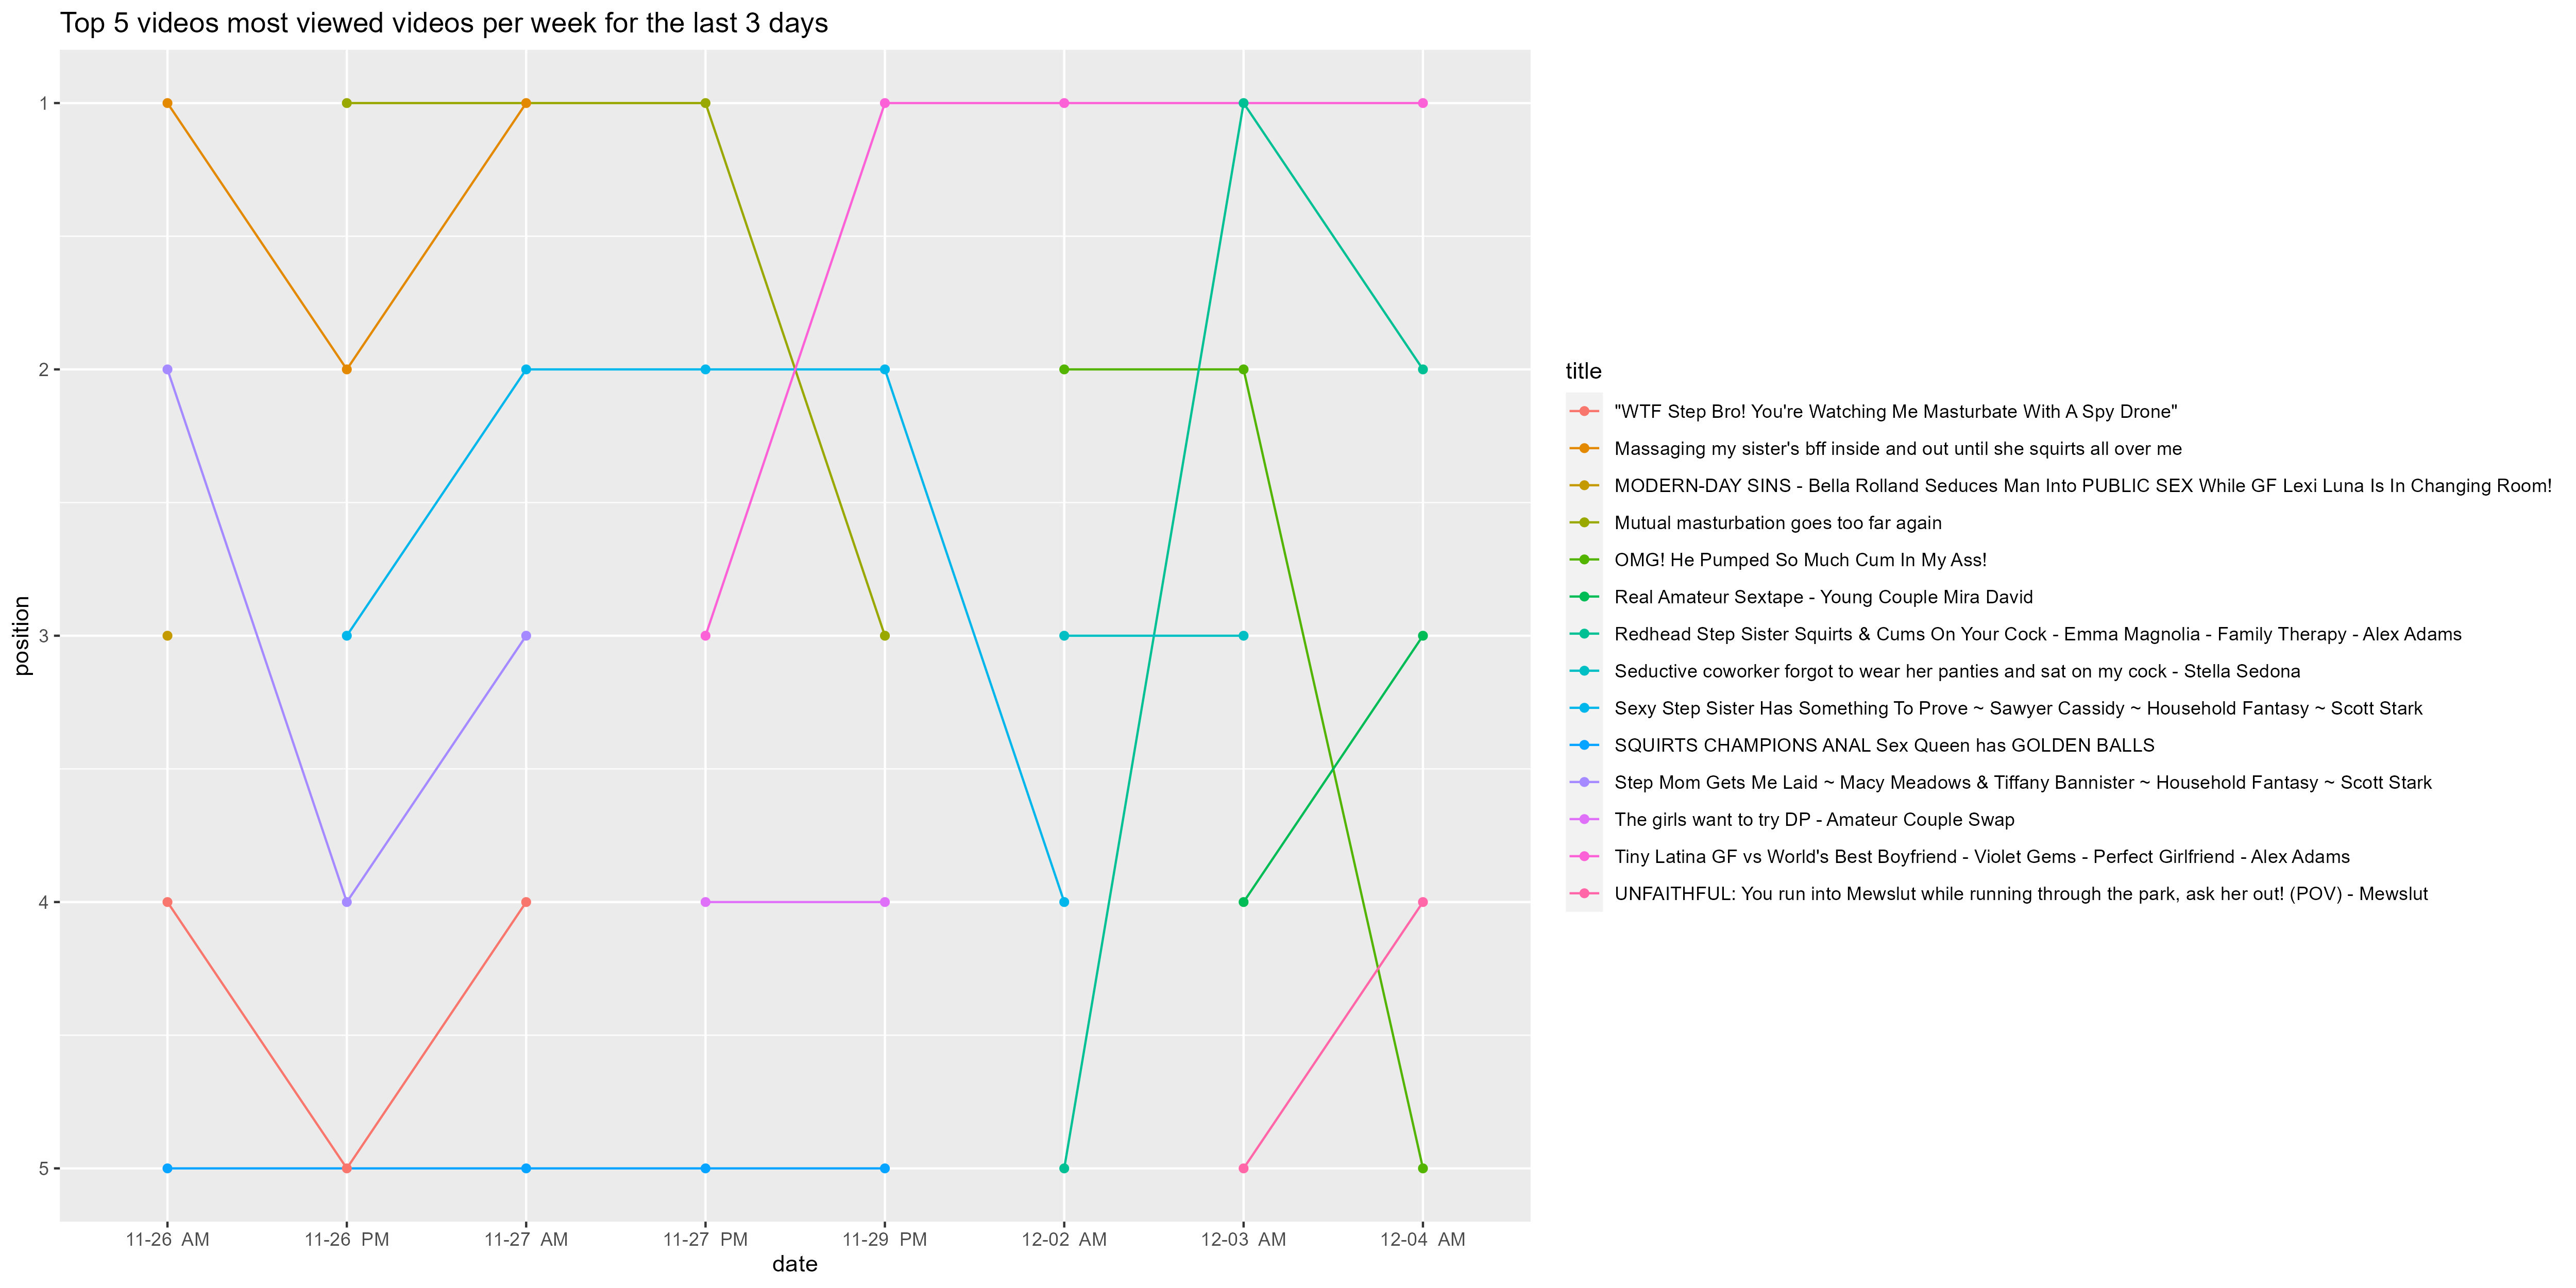 Top 5 videos most viewed videos per week for the last 3 days
position
1
2
3
4
5
11-26 AM
11-26 PM
11-27 AM
11-27 PM
11-29 PM
12-02 AM
12-03 AM
12-04 AM
date
title
"WTF Step Bro! You're Watching Me Masturbate With A Spy Drone"
Massaging my sister's bff inside and out until she squirts all over me
MODERN-DAY SINS - Bella Rolland Seduces Man Into PUBLIC SEX While GF Lexi Luna Is In Changing Room!
Mutual masturbation goes too far again
OMG! He Pumped So Much Cum In My Ass!
Real Amateur Sextape - Young Couple Mira David
Redhead Step Sister Squirts & Cums On Your Cock - Emma Magnolia - Family Therapy - Alex Adams
Seductive coworker forgot to wear her panties and sat on my cock - Stella Sedona
Sexy Step Sister Has Something To Prove ~ Sawyer Cassidy ~ Household Fantasy ~ Scott Stark
SQUIRTS CHAMPIONS ANAL Sex Queen has GOLDEN BALLS
Step Mom Gets Me Laid ~ Macy Meadows & Tiffany Bannister ~ Household Fantasy ~ Scott Stark
The girls want to try DP - Amateur Couple Swap
Tiny Latina GF vs World's Best Boyfriend - Violet Gems - Perfect Girlfriend - Alex Adams
UNFAITHFUL: You run into Mewslut while running through the park, ask her out! (POV) - Mewslut